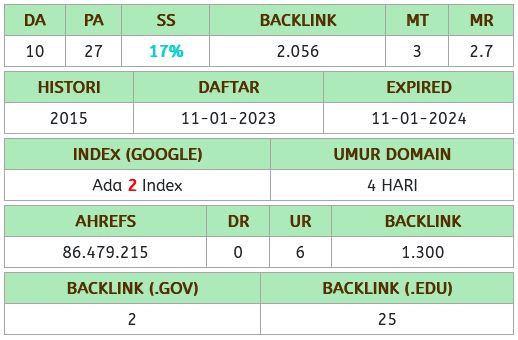 DA PA SS BACKLINK MT MR
10 27 17% 2.056 3 2.7
HISTORI DAFTAR EXPIRED
2015 11-01-2023 11-01-2024
INDEX (GOOGLE) UMUR DOMAIN
Ada 2 Index 4 HARI
AHREFS DR UR BACKLINK
86.479.215 0 6 1.300
BACKLINK (.GOV) BACKLINK (.EDU)
2 25